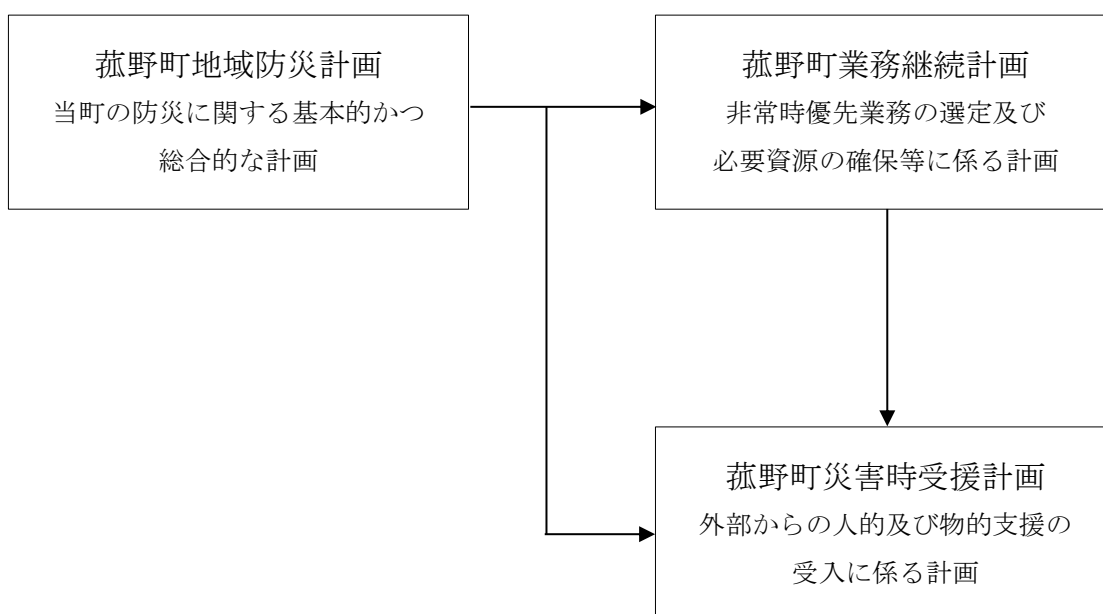 菰野町地域防災計画
当町の防災に関する基本的かつ
総合的な計画
菰野町業務継続計画
非常時優先業務の選定及び
必要資源の確保等に係る計画
菰野町災害時受援計画
外部からの人的及び物的支援の
受入に係る計画